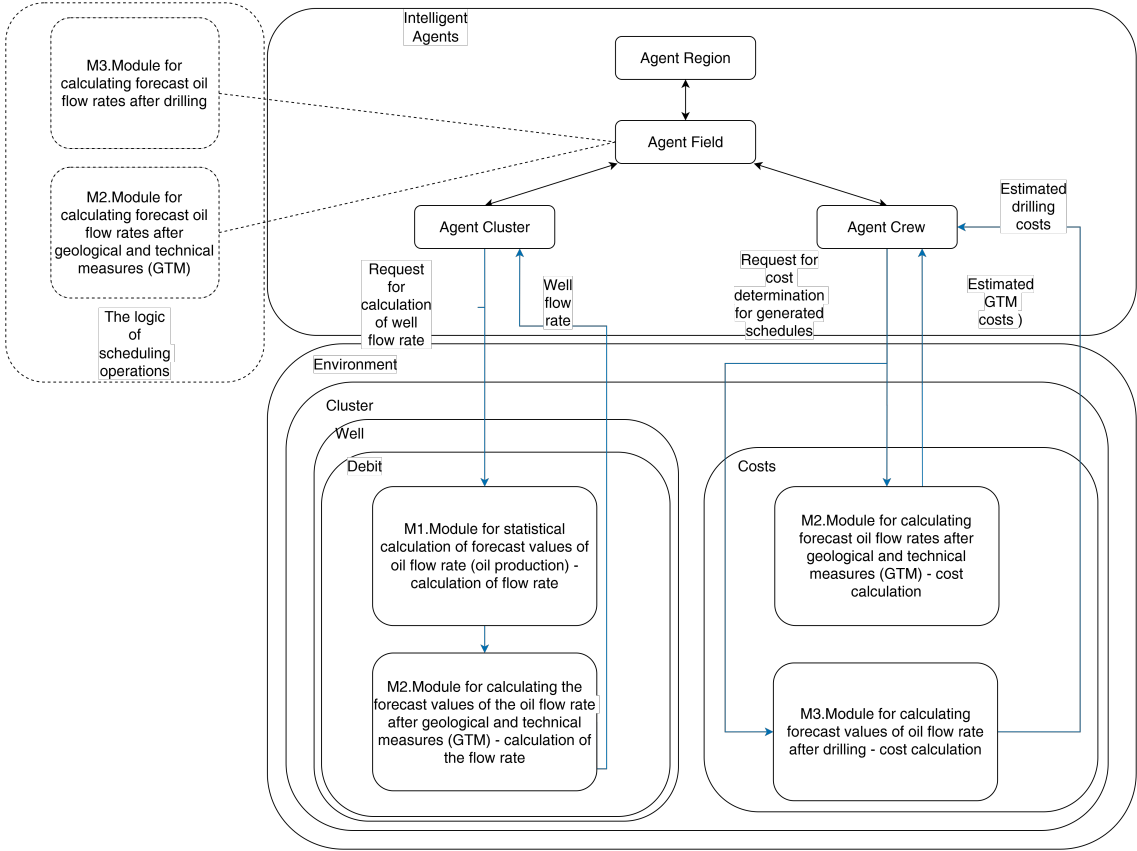 M3.Module for
calculating forecast oil
flow rates after drilling
M2.Module for
calculating forecast oil
flow rates after
geological and technical
measures (GTM)
The logic
of
scheduling
operations
Intelligent
Agents
Agent Region
Agent Field
Agent Cluster
Agent Crew
Estimated
drilling
costs
Request
for
calculation
of well
flow rate
Well
flow
rate
Request for
cost
determination
for generated
schedules
Estimated
GTM
costs )
Environment
Cluster
Well
Debit
M1.Module for statistical
calculation of forecast values of
oil flow rate (oil production) -
calculation of flow rate
M2.Module for calculating the
forecast values of the oil flow rate
after geological and technical
measures (GTM) - calculation of
the flow rate
Costs
M2.Module for calculating
forecast oil flow rates after
geological and technical
measures (GTM) - cost
calculation
M3.Module for calculating
forecast values of oil flow rate
after drilling - cost calculation